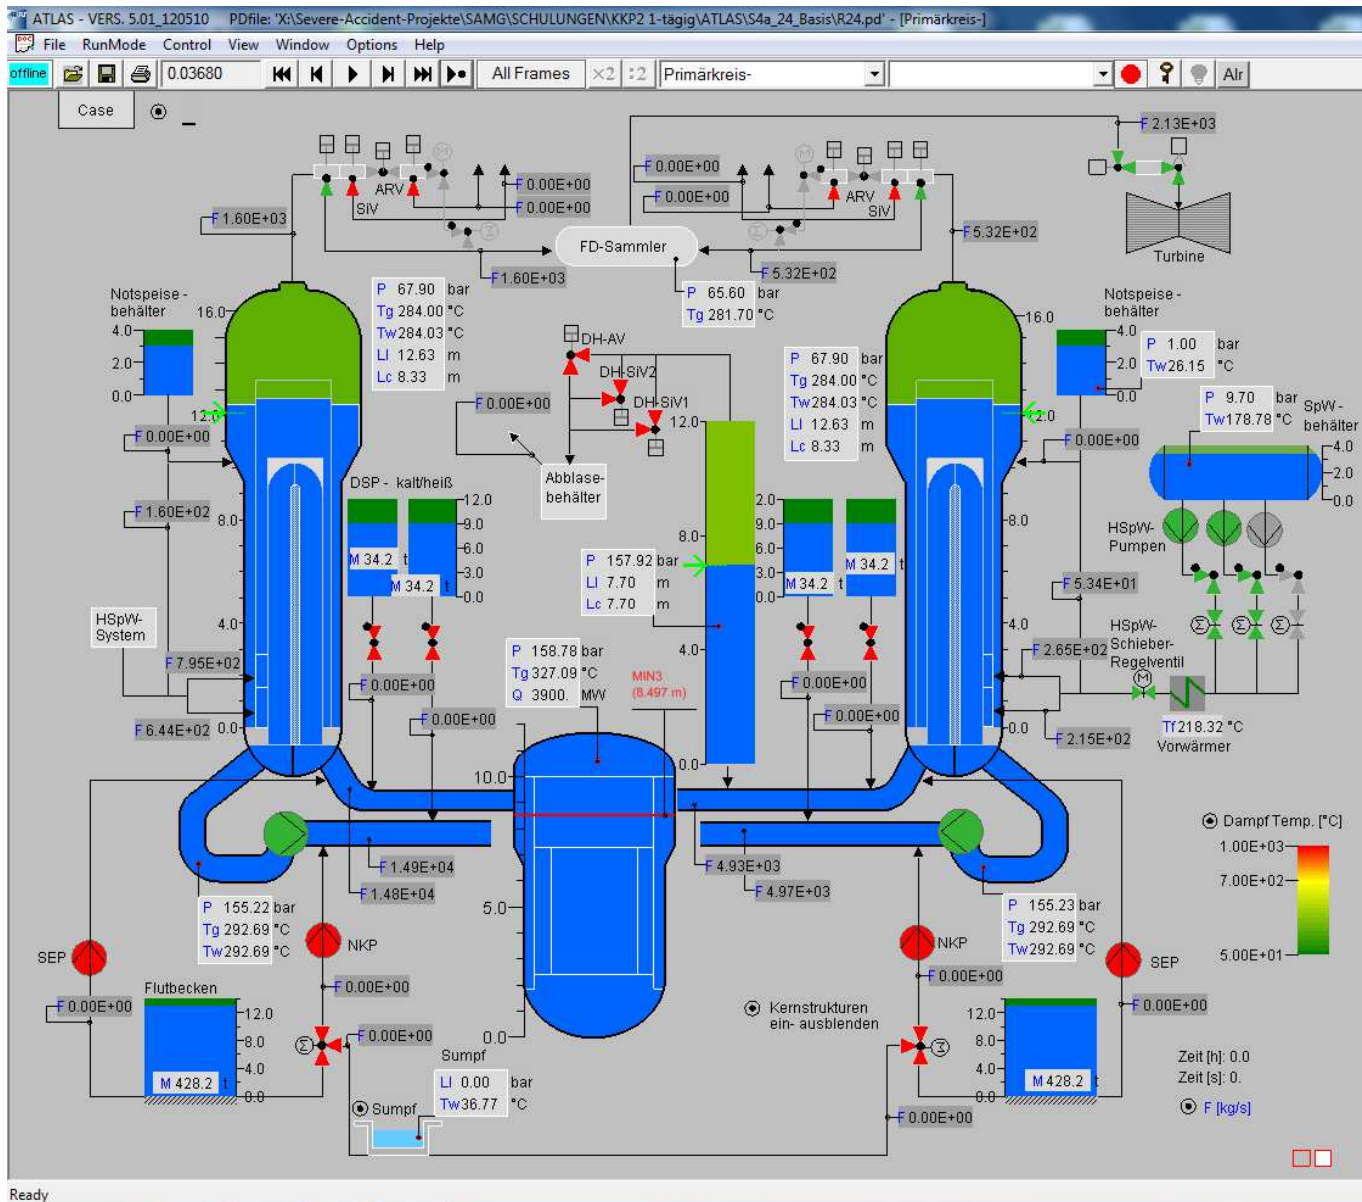 ATLAS - VERS. 5.01_120510 PDfile: 'X:\Severe-Accident-Projekte\SAMG\SCHULUNGEN\KKP2 1-tägig\ATLAS\S4a_24_Basis\R24.pd' - [Primärkreis-]
File RunMode Control View Window Options Help
offline 0.03680 All Frames ×2 :2 Primärkreis- Alr
Case
F 2.13E+03
ARV
SiV
F 0.00E+00
F 0.00E+00
F 1.60E+03
F 1.60E+03
FD-Sammler
F 0.00E+00
F 0.00E+00
ARV
SiV
F 5.32E+02
F 5.32E+02
Turbine
P 65.60 bar
Tg 281.70 °C
Notspeise -
behälter
4.0
2.0
0.0
16.0
12.0
8.0
4.0
0.0
P 67.90 bar
Tg 284.00 °C
Tw 284.03 °C
Ll 12.63 m
Lc 8.33 m
DH-AV
DH-SiV2
DH-SiV1
F 0.00E+00
Abblase-
behälter
12.0
8.0
4.0
0.0
P 67.90 bar
Tg 284.00 °C
Tw 284.03 °C
Ll 12.63 m
Lc 8.33 m
16.0
12.0
8.0
4.0
0.0
Notspeise -
behälter
4.0
2.0
0.0
P 1.00 bar
Tw 26.15 °C
P 9.70 bar
Tw 178.78 °C
SpW -
behälter
4.0
2.0
0.0
F 0.00E+00
F 1.60E+02
F 0.00E+00
DSP - kalt/heiß
12.0
9.0
6.0
3.0
0.0
M 34.2 t
M 34.2 t
2.0
9.0
6.0
3.0
0.0
M 34.2 t
M 34.2 t
P 157.92 bar
Ll 7.70 m
Lc 7.70 m
HSpW-
Pumpen
F 5.34E+01
HSpW-
System
F 7.95E+02
F 6.44E+02
F 0.00E+00
F 0.00E+00
P 158.78 bar
Tg 327.09 °C
Q 3900. MW
MIN3
(8.497 m)
F 0.00E+00
F 0.00E+00
F 2.65E+02
F 2.15E+02
HSpW-
Schieber-
Regelventil
M
Tf 218.32 °C
Vorwärmer
10.0
5.0
0.0
F 1.49E+04
F 1.48E+04
F 4.93E+03
F 4.97E+03
P 155.22 bar
Tg 292.69 °C
Tw 292.69 °C
P 155.23 bar
Tg 292.69 °C
Tw 292.69 °C
Dampf Temp. [°C]
1.00E+03
7.00E+02
5.00E+01
SEP
NKP
NKP
SEP
F 0.00E+00
F 0.00E+00
F 0.00E+00
F 0.00E+00
Flutbecken
12.0
8.0
4.0
0.0
M 428.2 t
F 0.00E+00
Kernstrukturen
ein- ausblenden
12.0
8.0
4.0
0.0
M 428.2 t
Sumpf
Ll 0.00 bar
Tw 36.77 °C
Sumpf
F 0.00E+00
Zeit [h]: 0.0
Zeit [s]: 0.
F [kg/s]
Ready